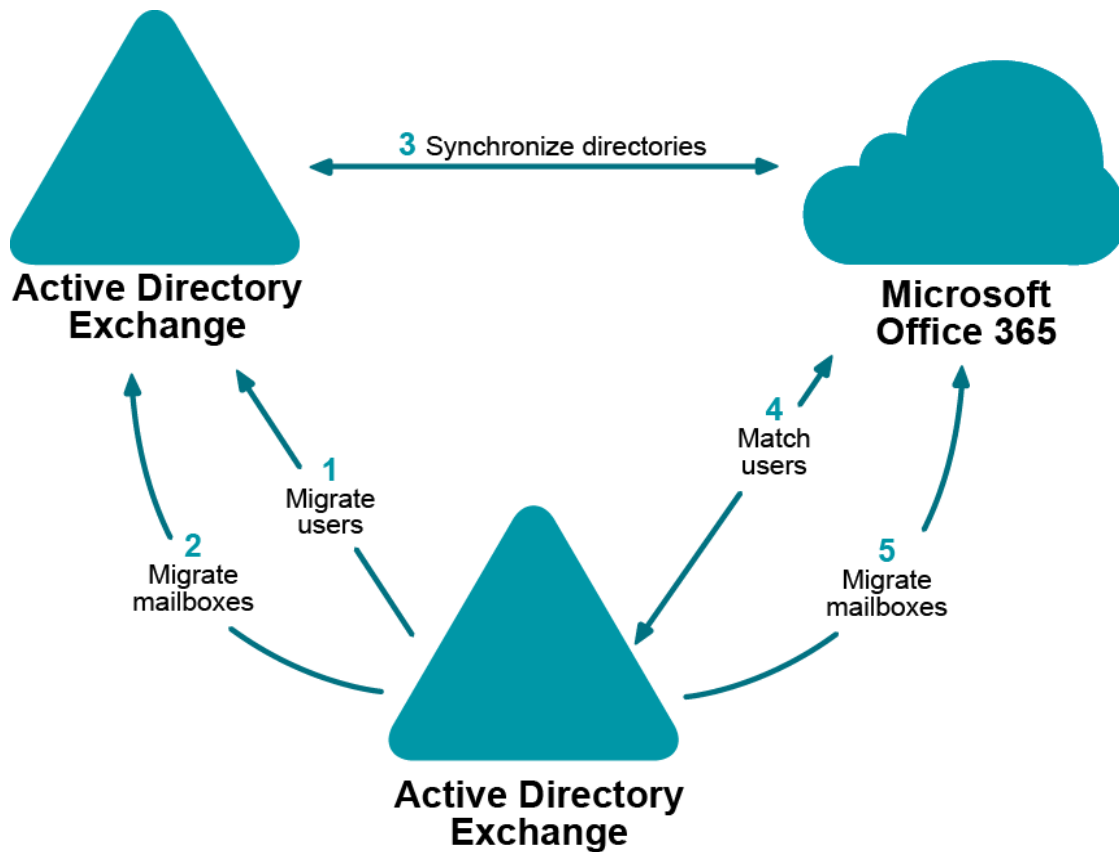 3 Synchronize directories
Active Directory
Exchange
Microsoft
Office 365
1
Migrate
users
4
Match
users
2
Migrate
mailboxes
5
Migrate
mailboxes
Active Directory
Exchange